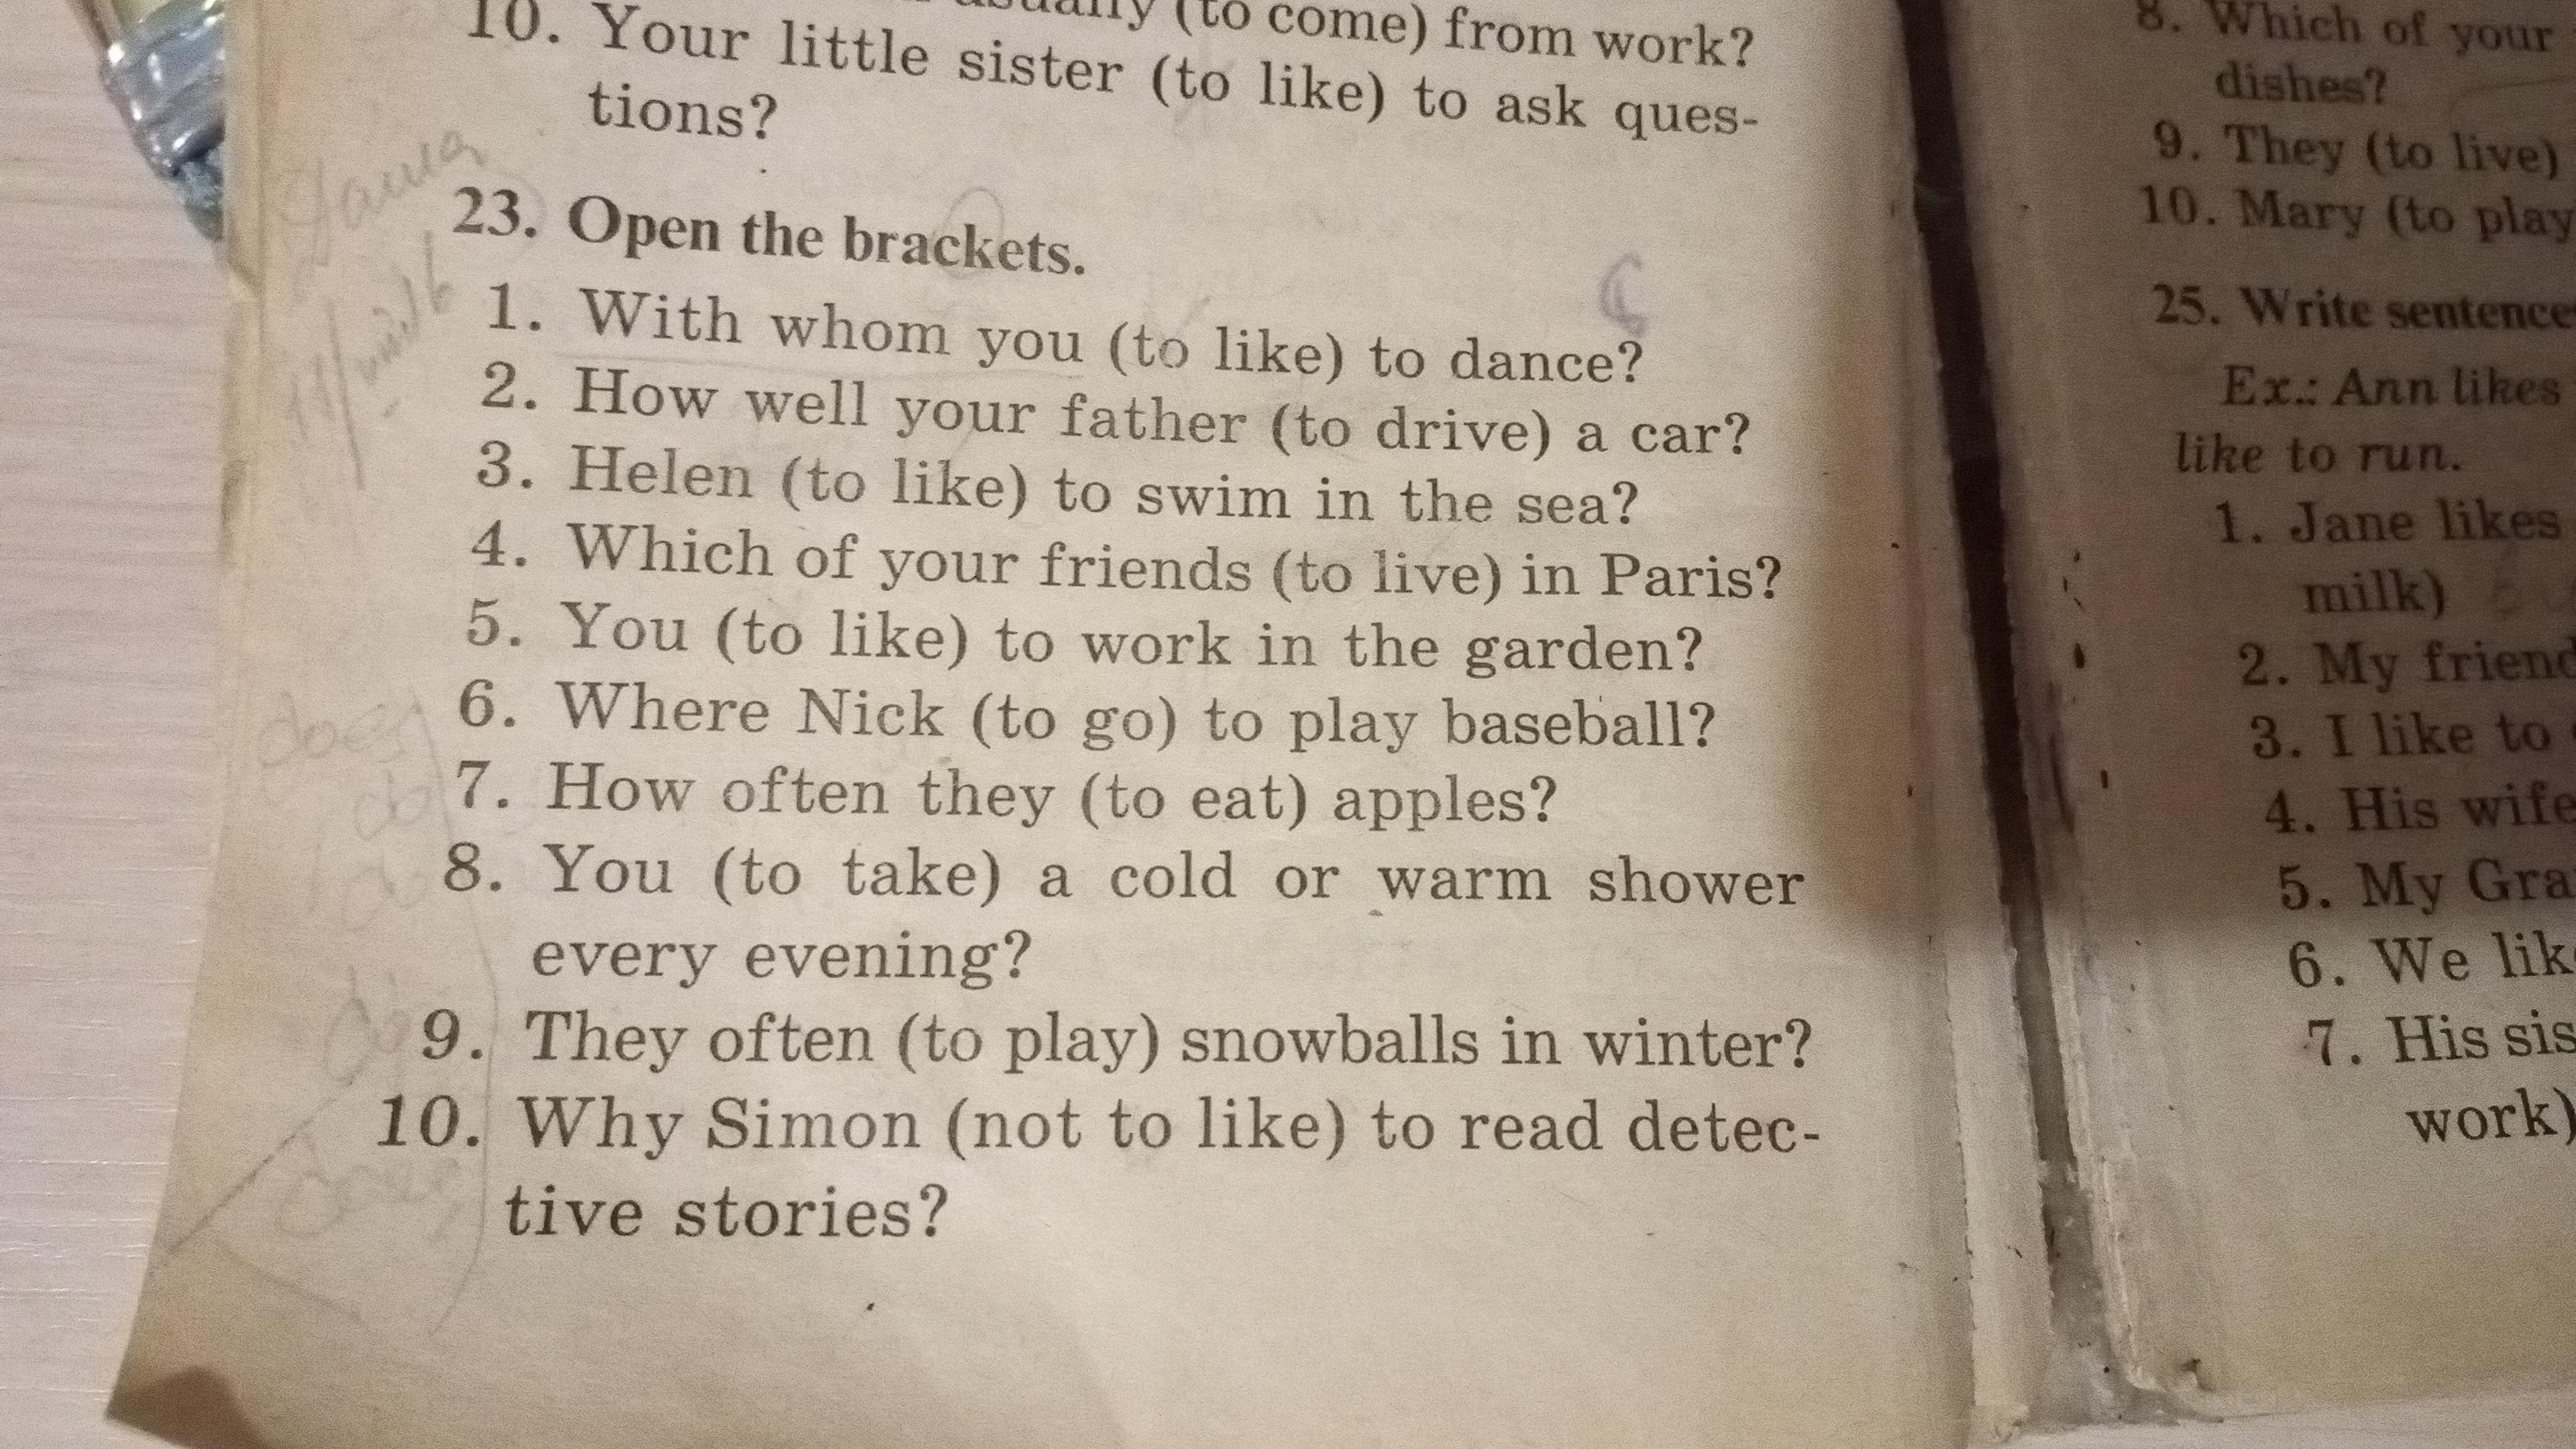 usually (to come) from work?
10. Your little sister (to like) to ask ques-
tions?
23. Open the brackets.
1. With whom you (to like) to dance?
2. How well your father (to drive) a car?
3. Helen (to like) to swim in the sea?
4. Which of your friends (to live) in Paris?
5. You (to like) to work in the garden?
6. Where Nick (to go) to play baseball?
7. How often they (to eat) apples?
8. You (to take) a cold or warm shower
every evening?
9. They often (to play) snowballs in winter?
10. Why Simon (not to like) to read detec-
tive stories?
does
do
8. Which of your
dishes?
9. They (to live)
10. Mary (to play
25. Write sentence
Ex.: Ann likes
like to run.
1. Jane likes
milk)
2. My friend
3. I like to
4. His wife
5. My Gra
6. We lik
7. His sis
work)